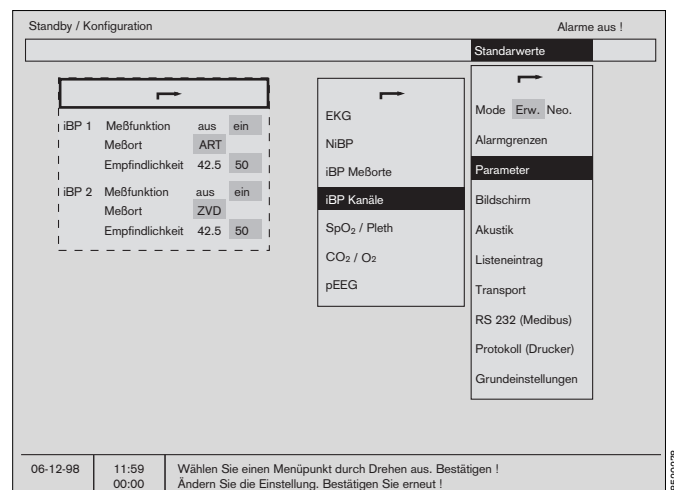 Standby / Konfiguration
Alarme aus !
Standarwerte
iBP 1 Meßfunktion aus ein
Meßort ART
Empfindlichkeit 42.5 50
iBP 2 Meßfunktion aus ein
Meßort ZVD
Empfindlichkeit 42.5 50
EKG
NiBP
iBP Meßorte
iBP Kanäle
SpO₂ / Pleth
CO₂ / O₂
pEEG
Mode Erw. Neo.
Alarmgrenzen
Parameter
Bildschirm
Akustik
Listeneintrag
Transport
RS 232 (Medibus)
Protokoll (Drucker)
Grundeinstellungen
06-12-98
11:59
00:00
Wählen Sie einen Menüpunkt durch Drehen aus. Bestätigen !
Ändern Sie die Einstellung. Bestätigen Sie erneut !